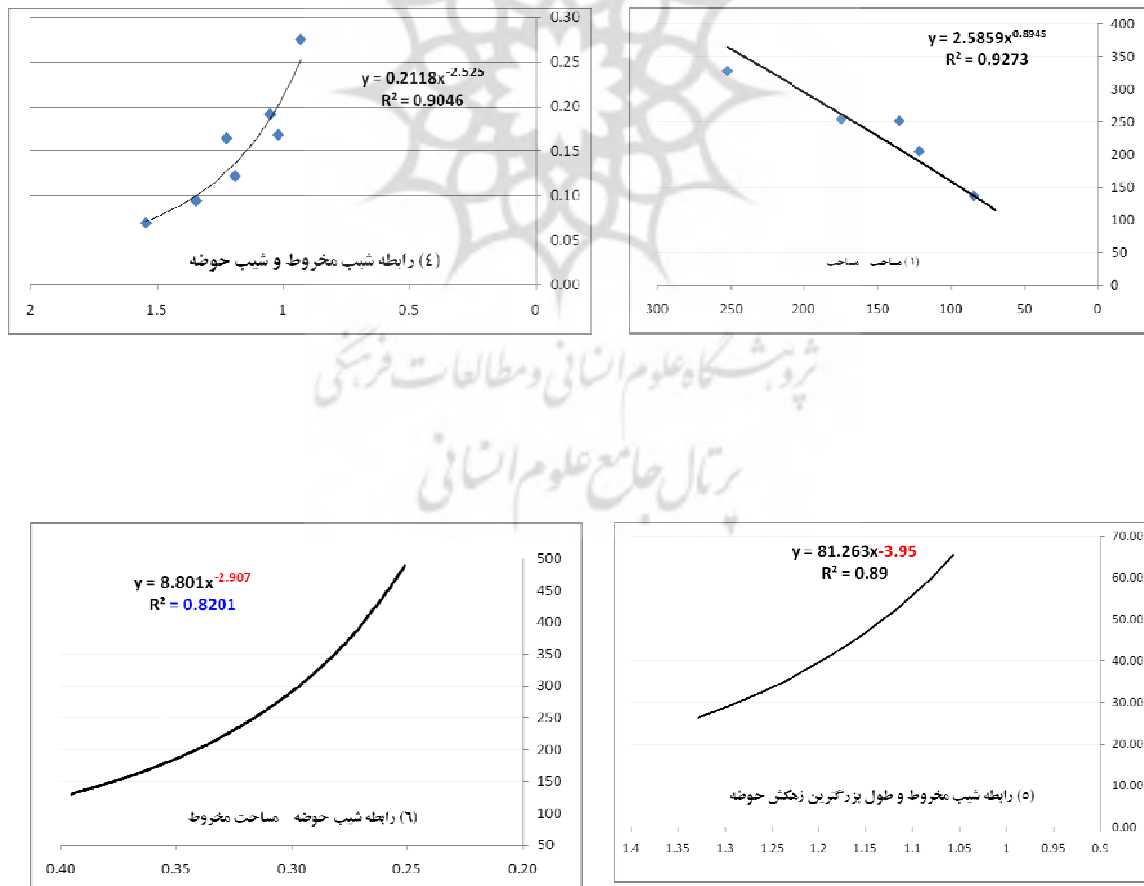 0.30
0.25
0.20
0.15
0.10
0.05
0.00
y = 0.2118x^-2.525
R² = 0.9046
(٤) رابطه شیب مخروط و شیب حوضه
2 1.5 1 0
400
350
300
250
200
150
100
50
0
y = 2.5859x^0.8945
R² = 0.9273
(١) مساحت مساحت
300 250 200 150 100 50 0
پژوهشگاه علوم انسانی و مطالعات فرهنگی
پرتال جامع علوم انسانی
500
450
400
350
300
250
200
150
100
50
y = 8.801x^-2.907
R² = 0.8201
(٦) رابطه شیب حوضه مساحت مخروط
0.40 0.35 0.30 0.25 0.20
70.00
60.00
50.00
40.00
30.00
20.00
10.00
0.00
y = 81.263x-3.95
R² = 0.89
(٥) رابطه شیب مخروط و طول بزرگترین زهکش حوضه
1.4 1.35 1.3 1.25 1.2 1.15 1.1 1.05 1 0.95 0.9